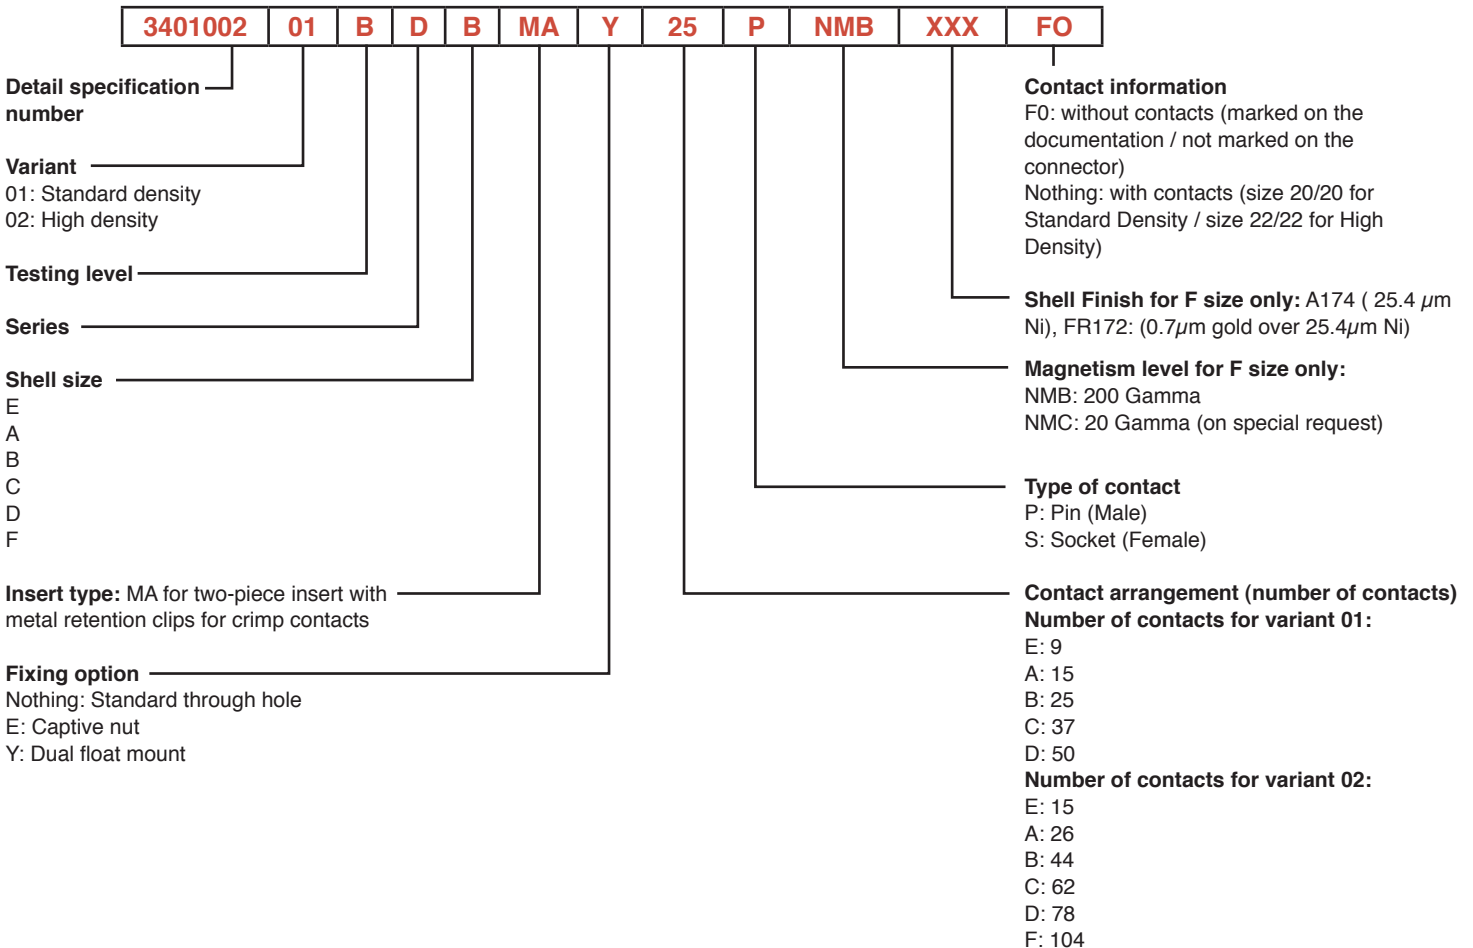 3401002 01 B D B MA Y 25 P NMB XXX FO
Detail specification
number
Variant
01: Standard density
02: High density
Testing level
Series
Shell size
E
A
B
C
D
F
Insert type: MA for two-piece insert with
metal retention clips for crimp contacts
Fixing option
Nothing: Standard through hole
E: Captive nut
Y: Dual float mount
Contact information
F0: without contacts (marked on the
documentation / not marked on the
connector)
Nothing: with contacts (size 20/20 for
Standard Density / size 22/22 for High
Density)
Shell Finish for F size only: A174 ( 25.4 µm
Ni), FR172: (0.7µm gold over 25.4µm Ni)
Magnetism level for F size only:
NMB: 200 Gamma
NMC: 20 Gamma (on special request)
Type of contact
P: Pin (Male)
S: Socket (Female)
Contact arrangement (number of contacts)
Number of contacts for variant 01:
E: 9
A: 15
B: 25
C: 37
D: 50
Number of contacts for variant 02:
E: 15
A: 26
B: 44
C: 62
D: 78
F: 104